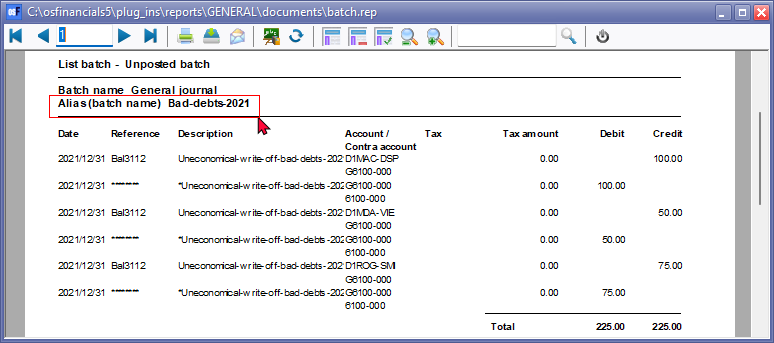 C:\osfinancials5\plug_ins\reports\GENERAL\documents\batch.rep
1
List batch - Unposted batch
Batch name General journal
Alias (batch name) Bad-debts-2021
Date Reference Description Account / Tax Tax amount Debit Credit
Contra account
2021/12/31 Bal3112 Uneconomical-write-off-bad-debts-202 D1MAC-DSP 0.00 100.00
G6100-000
2021/12/31 ******** *Uneconomical-write-off-bad-debts-202 G6100-000 0.00 100.00
6100-000
2021/12/31 Bal3112 Uneconomical-write-off-bad-debts-202 D1MDA-VIE 0.00 50.00
G6100-000
2021/12/31 ******** *Uneconomical-write-off-bad-debts-202 G6100-000 0.00 50.00
6100-000
2021/12/31 Bal3112 Uneconomical-write-off-bad-debts-202 D1ROG-SMI 0.00 75.00
G6100-000
2021/12/31 ******** *Uneconomical-write-off-bad-debts-202 G6100-000 0.00 75.00
6100-000
Total 225.00 225.00